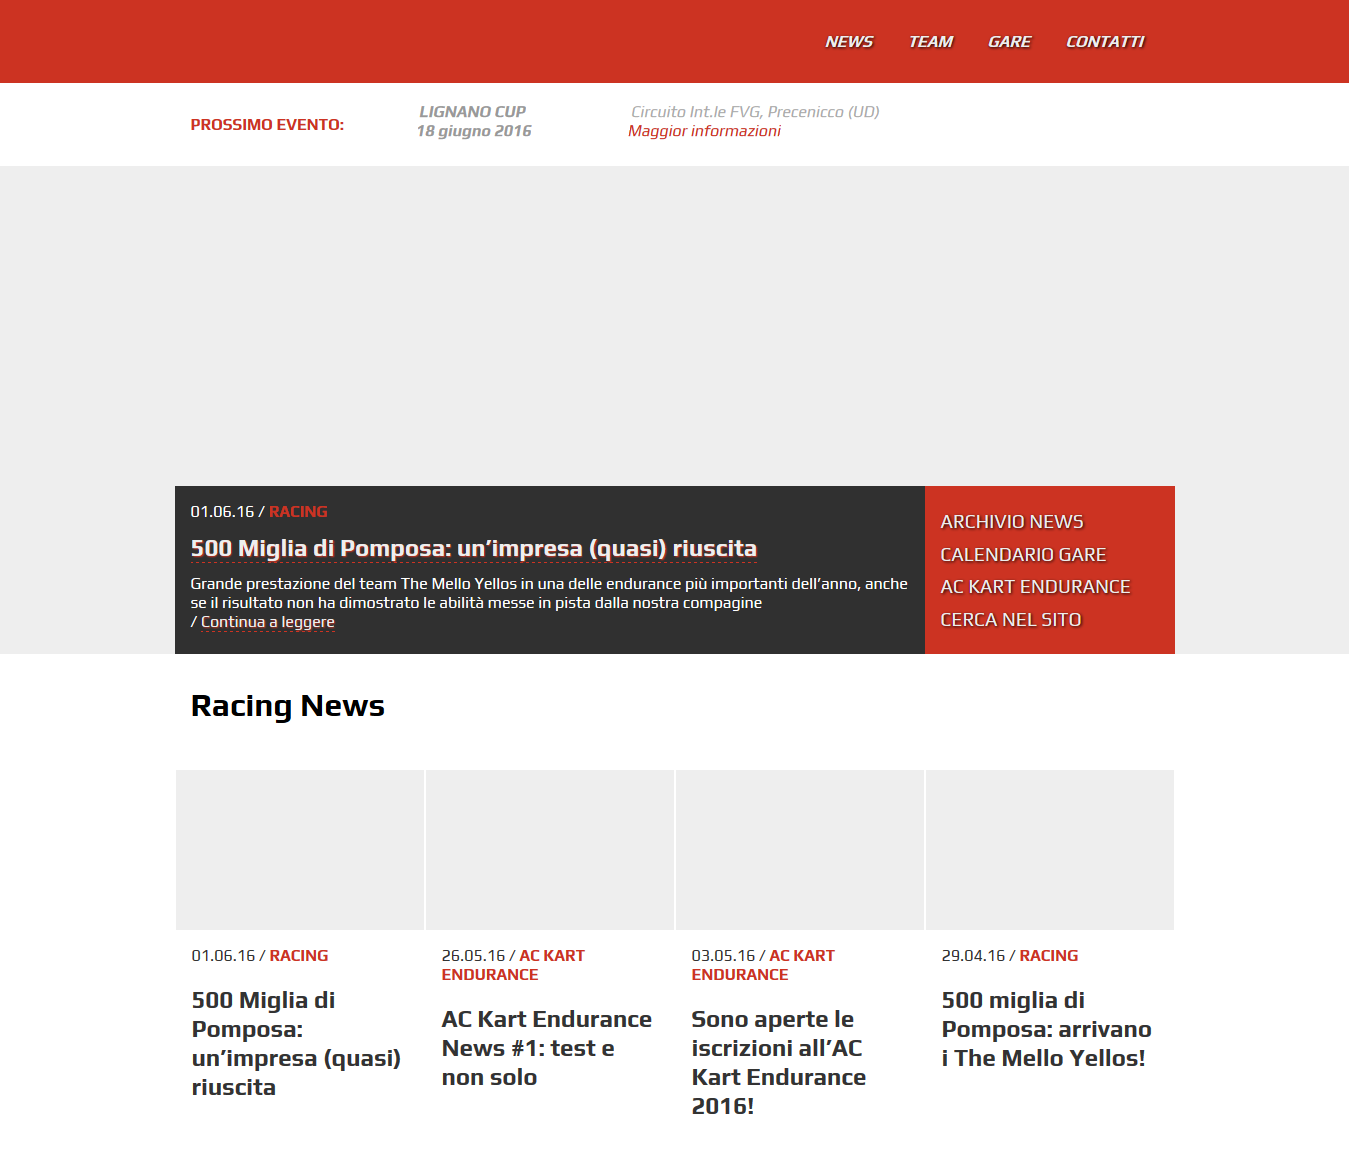 NEWS TEAM GARE CONTATTI
PROSSIMO EVENTO:
LIGNANO CUP
18 giugno 2016
Circuito Int.le FVG, Precenicco (UD)
Maggior informazioni
01.06.16 / RACING
500 Miglia di Pomposa: un’impresa (quasi) riuscita
Grande prestazione del team The Mello Yellos in una delle endurance più importanti dell’anno, anche
se il risultato non ha dimostrato le abilità messe in pista dalla nostra compagine
/ Continua a leggere
ARCHIVIO NEWS
CALENDARIO GARE
AC KART ENDURANCE
CERCA NEL SITO
Racing News
01.06.16 / RACING
500 Miglia di
Pomposa:
un’impresa (quasi)
riuscita
26.05.16 / AC KART
ENDURANCE
AC Kart Endurance
News #1: test e
non solo
03.05.16 / AC KART
ENDURANCE
Sono aperte le
iscrizioni all’AC
Kart Endurance
2016!
29.04.16 / RACING
500 miglia di
Pomposa: arrivano
i The Mello Yellos!